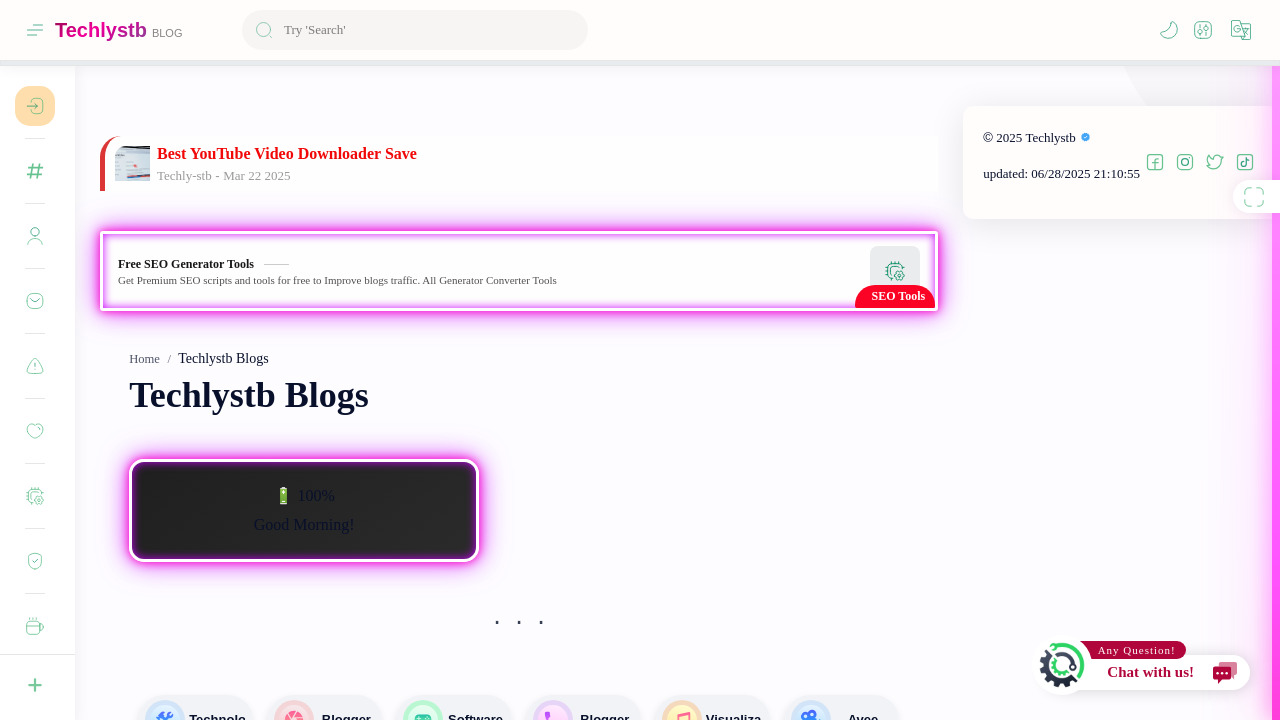 Techlystb BLOG
Try 'Search'
Best YouTube Video Downloader Save
Techly-stb - Mar 22 2025
© 2025 Techlystb
updated: 06/28/2025 21:10:55
Free SEO Generator Tools
Get Premium SEO scripts and tools for free to Improve blogs traffic. All Generator Converter Tools
SEO Tools
Home / Techlystb Blogs
Techlystb Blogs
🔋 100%
Good Morning!
. . .
Any Question!
Chat with us!
Technolo
Blogger
Software
Blogger
Visualiza
Avee